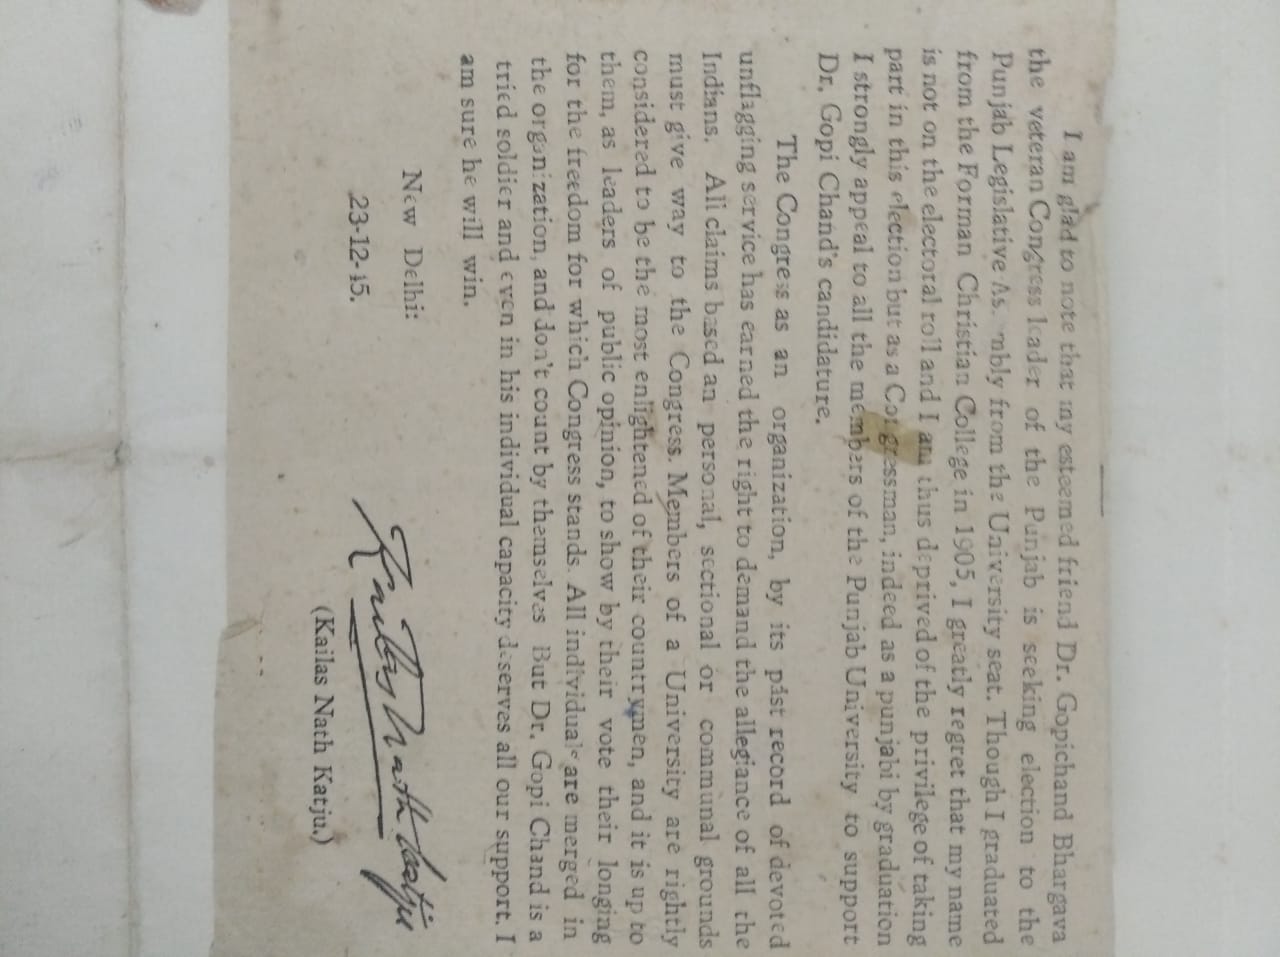 I am glad to note that my esteemed friend Dr. Gopichand Bhargava
the veteran Congress leader of the Punjab is seeking election to the
Punjab Legislative As mbly from the University seat. Though I graduated
from the Forman Christian College in 1905, I greatly regret that my name
is not on the electoral roll and I am thus deprived of the privilege of taking
part in this election but as a Congressman, indeed as a punjabi by graduation
I strongly appeal to all the members of the Punjab University to support
Dr. Gopi Chand's candidature.
The Congress as an organization, by its past record of devoted
unflagging service has earned the right to demand the allegiance of all the
Indians. All claims based an personal, sectional or communal grounds
must give way to the Congress. Members of a University are rightly
considered to be the most enlightened of their countrymen, and it is up to
them, as leaders of public opinion, to show by their vote their longing
for the freedom for which Congress stands. All individuals are merged in
the organization, and don't count by themselves But Dr. Gopi Chand is a
tried soldier and even in his individual capacity deserves all our support. I
am sure he will win.
New Delhi:
23-12-45.
Kailas Nath Katju
(Kailas Nath Katju.)